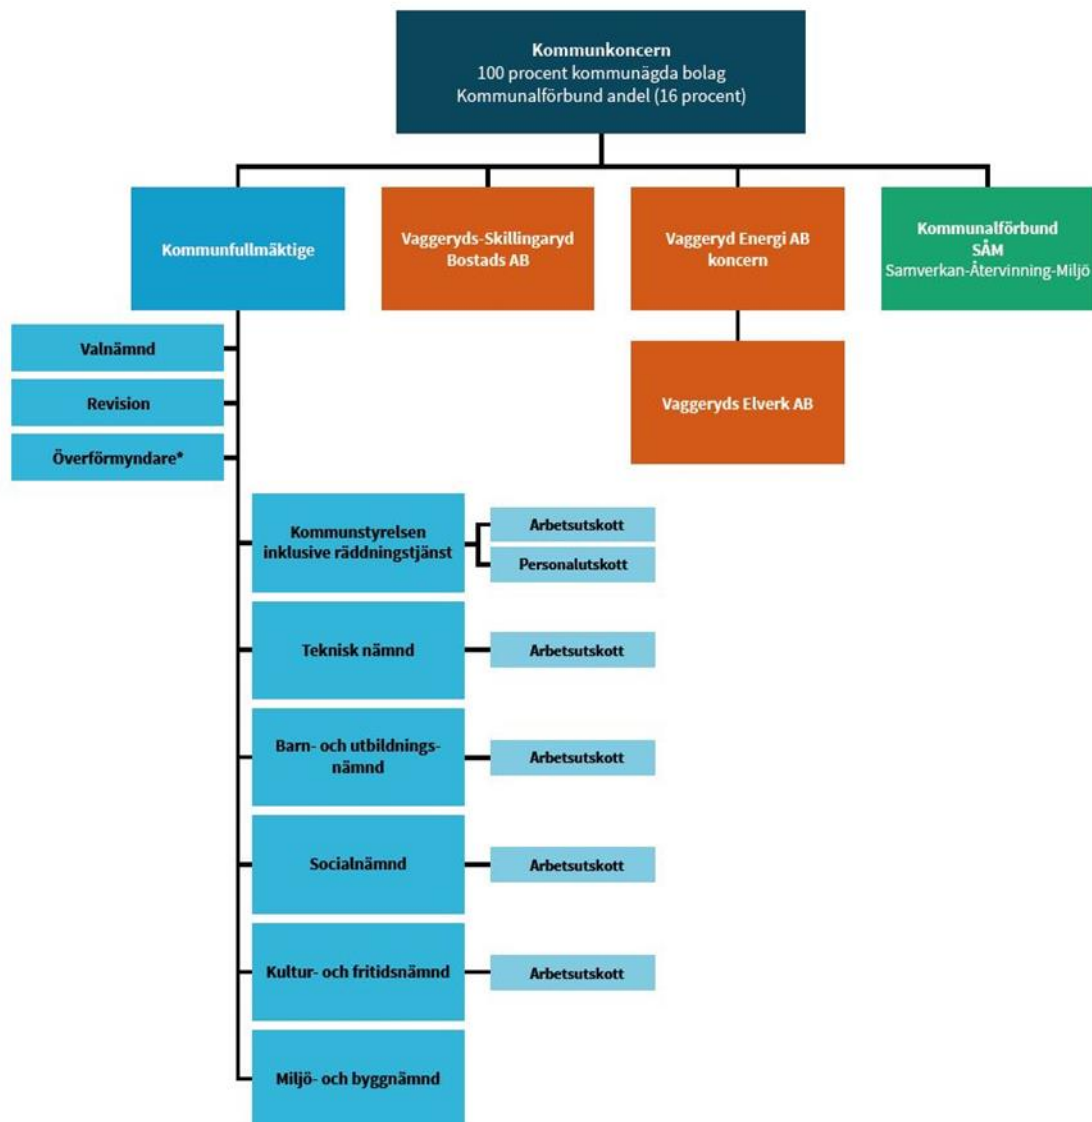 Kommunkoncern
100 procent kommunägda bolag
Kommunalförbund andel (16 procent)
Kommunfullmäktige
Vaggeryds-Skillingaryd
Bostads AB
Vaggeryd Energi AB
koncern
Kommunalförbund
SÅM
Samverkan-Återvinning-Miljö
Valnämnd
Revision
Överförmyndare*
Vaggeryds Elverk AB
Kommunstyrelsen
inklusive räddningstjänst
Arbetsutskott
Personalutskott
Teknisk nämnd
Arbetsutskott
Barn- och utbildnings-
nämnd
Arbetsutskott
Socialnämnd
Arbetsutskott
Kultur- och fritidsnämnd
Arbetsutskott
Miljö- och byggnämnd